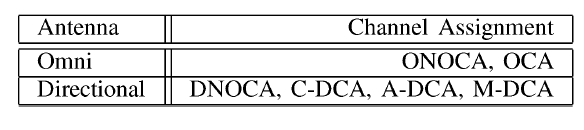 Antenna Channel Assignment
Omni ONOCA, OCA
Directional DNOCA, C-DCA, A-DCA, M-DCA